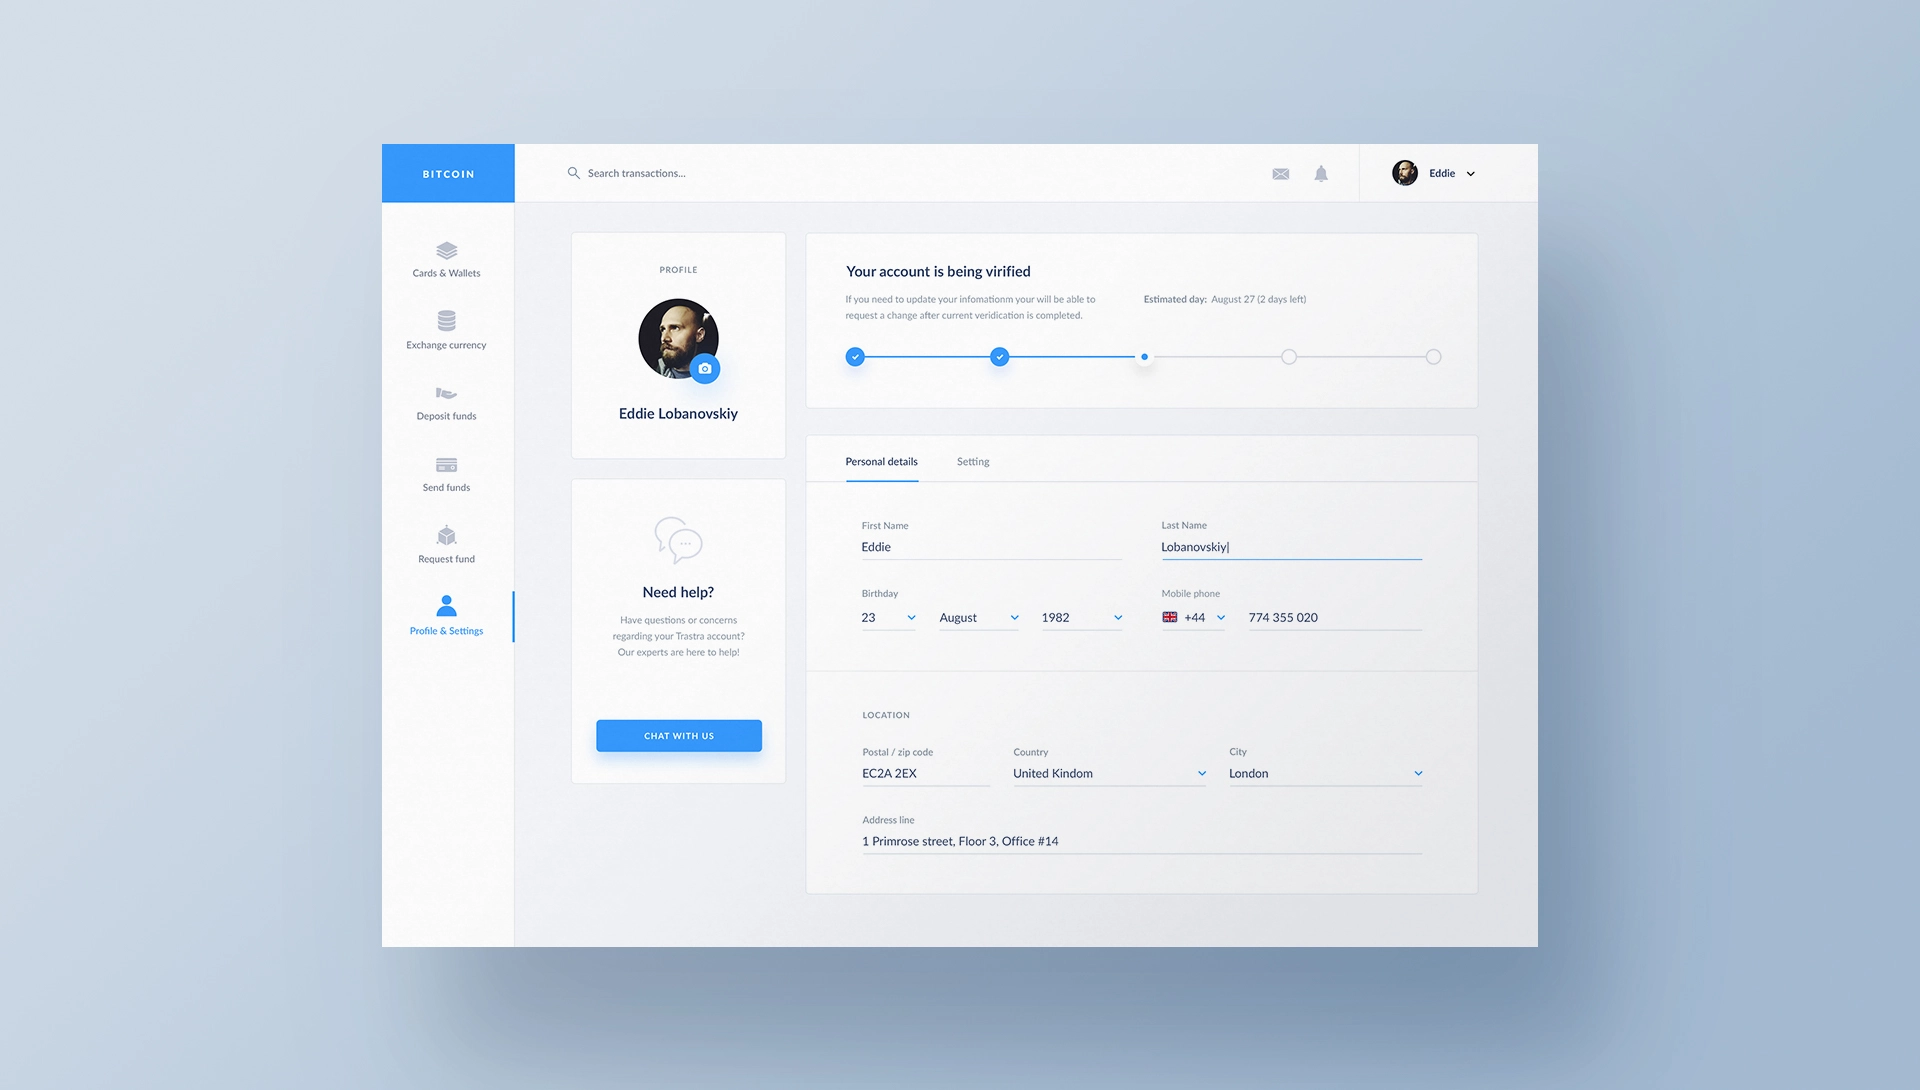 BITCOIN
Search transactions...
Eddie
Cards & Wallets
Exchange currency
Deposit funds
Send funds
Request fund
Profile & Settings
PROFILE
Eddie Lobanovskiy
Need help?
Have questions or concerns
regarding your Trastra account?
Our experts are here to help!
CHAT WITH US
Your account is being virified
If you need to update your infomationm your will be able to
request a change after current veridication is completed.
Estimated day: August 27 (2 days left)
Personal details Setting
First Name
Eddie
Last Name
Lobanovskiy
Birthday
23 August 1982
Mobile phone
+44 774 355 020
LOCATION
Postal / zip code
EC2A 2EX
Country
United Kindom
City
London
Address line
1 Primrose street, Floor 3, Office #14